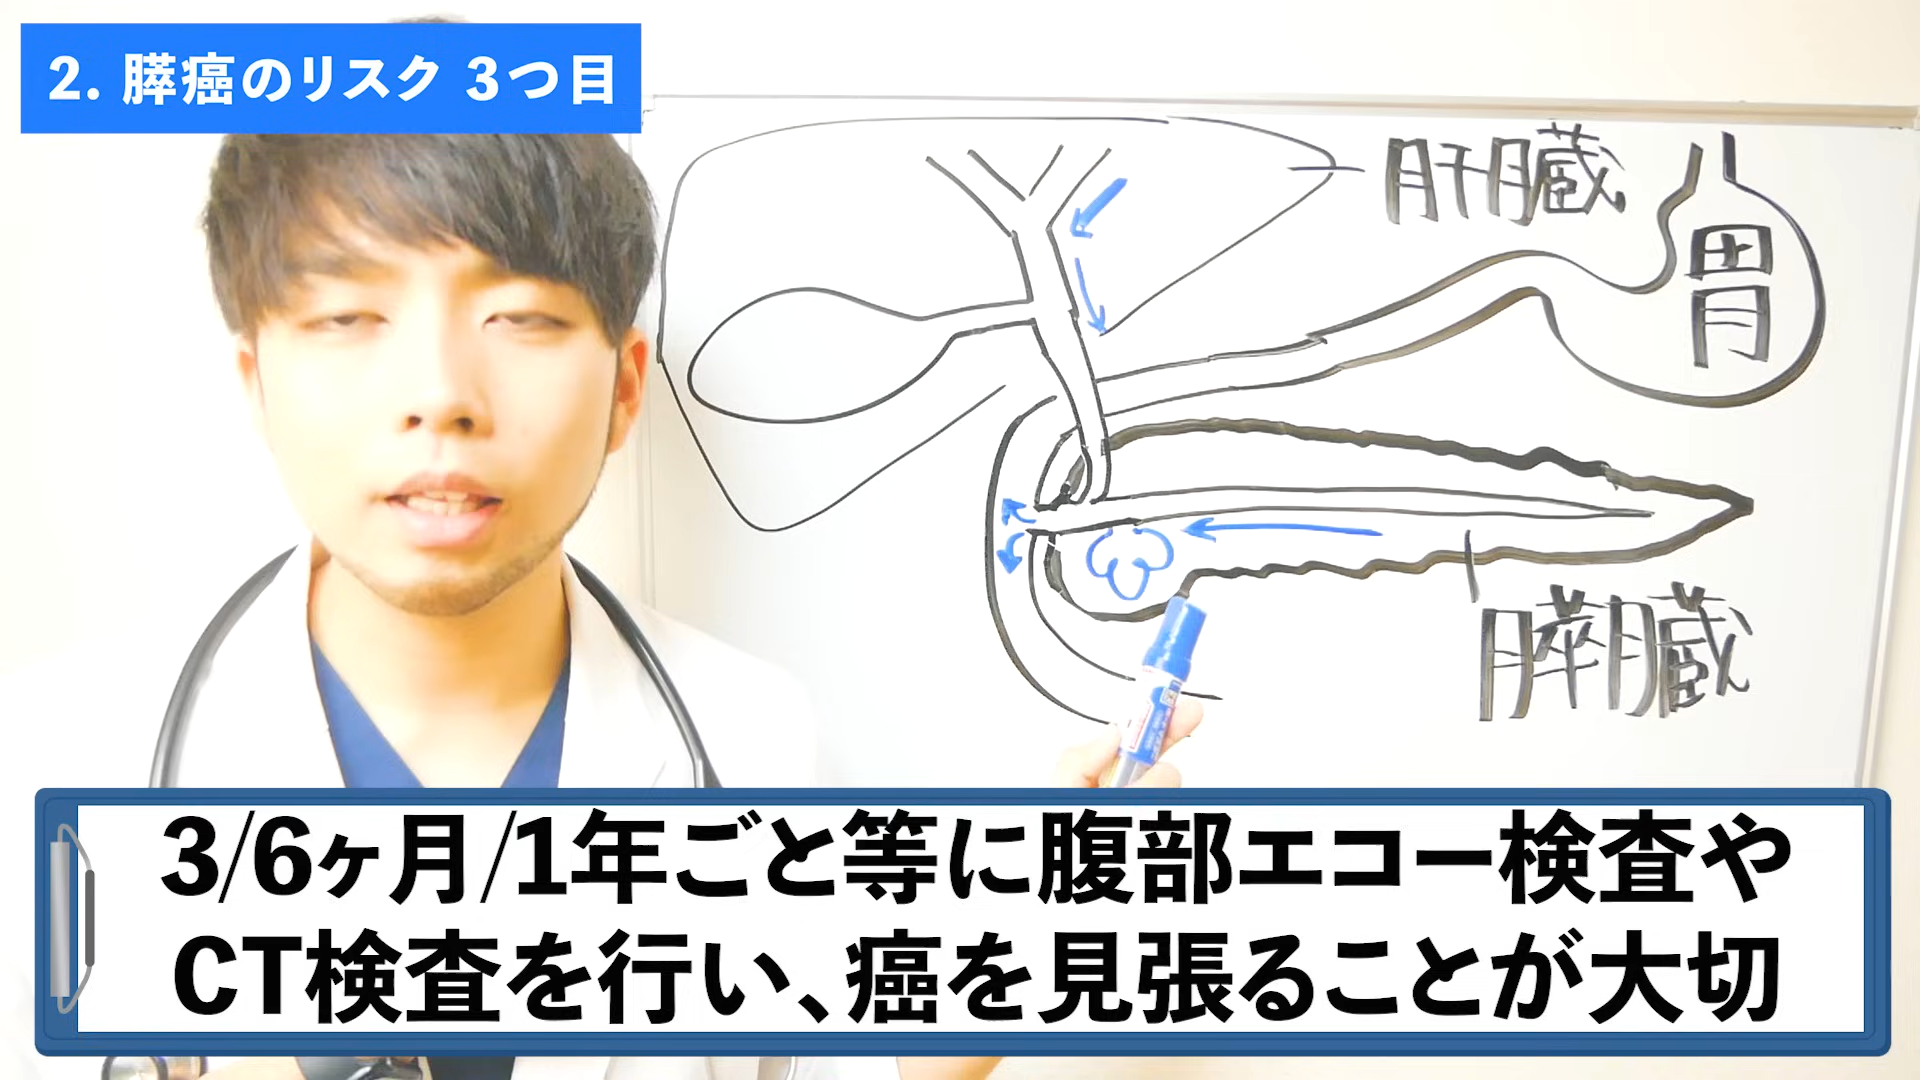 2. 膵癌のリスク 3つ目
肝臓
胃
膵臓
3/6ヶ月/1年ごと等に腹部エコー検査や
CT検査を行い、癌を見張ることが大切